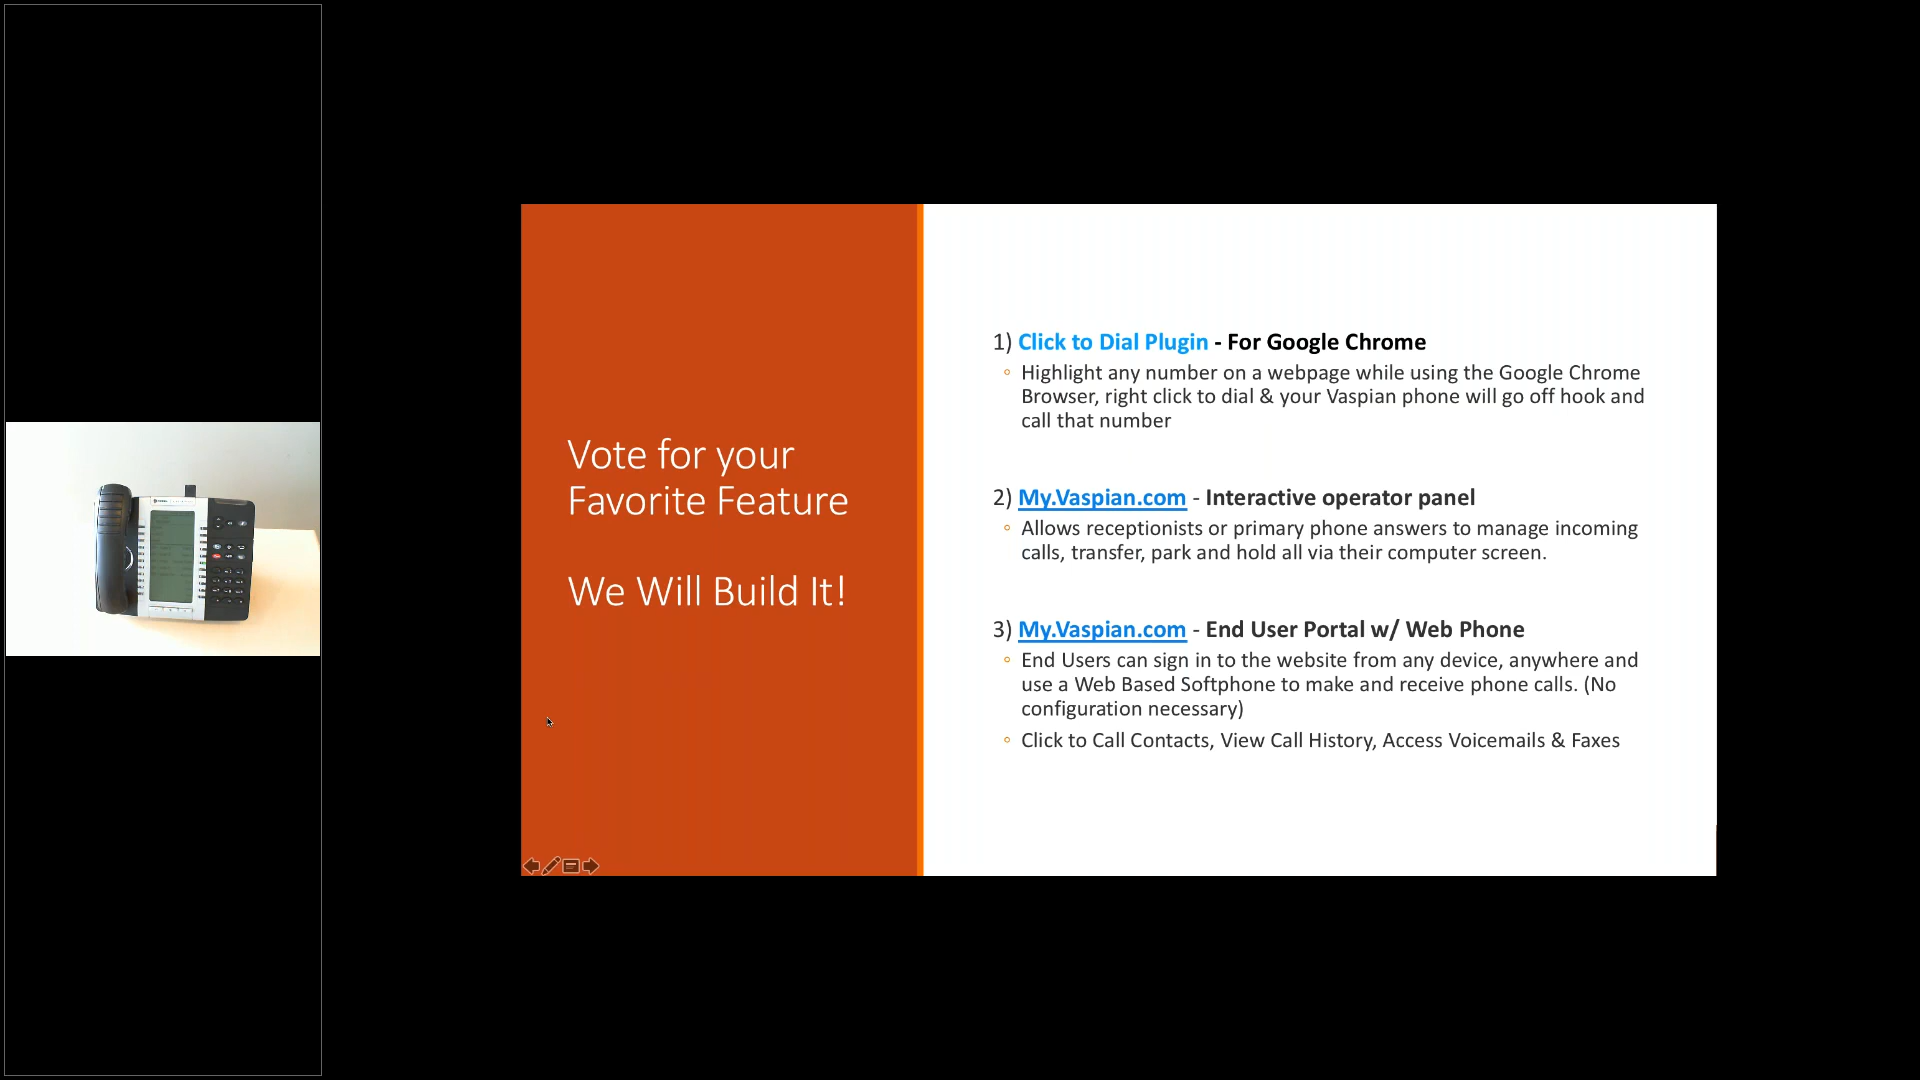 Vote for your
Favorite Feature
We Will Build It!
1) Click to Dial Plugin - For Google Chrome
◦ Highlight any number on a webpage while using the Google Chrome
Browser, right click to dial & your Vaspian phone will go off hook and
call that number
2) My.Vaspian.com - Interactive operator panel
◦ Allows receptionists or primary phone answers to manage incoming
calls, transfer, park and hold all via their computer screen.
3) My.Vaspian.com - End User Portal w/ Web Phone
◦ End Users can sign in to the website from any device, anywhere and
use a Web Based Softphone to make and receive phone calls. (No
configuration necessary)
◦ Click to Call Contacts, View Call History, Access Voicemails & Faxes